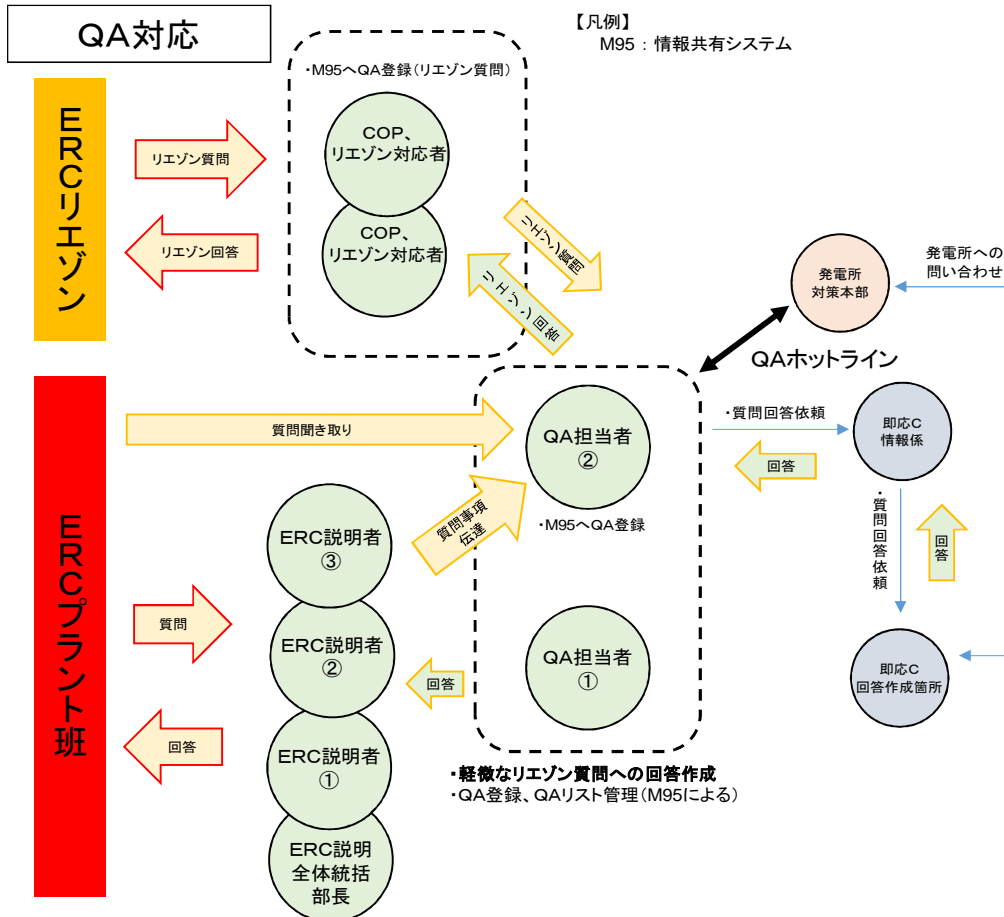 QA対応
【凡例】
M95 : 情報共有システム
ERCリエゾン
・M95へQA登録(リエゾン質問)
COP、
リエゾン対応者
COP、
リエゾン対応者
リエゾン質問
リエゾン回答
リエゾン質問
リエゾン回答
発電所
対策本部
発電所への
問い合わせ
QAホットライン
ERCプラント班
質問聞き取り
QA担当者
②
・M95へQA登録
・質問回答依頼
回答
即応C
情報係
・質問回答依頼
回答
即応C
回答作成箇所
質問事項
伝達
ERC説明者
③
質問
ERC説明者
②
回答
QA担当者
①
回答
ERC説明者
①
ERC説明
全体統括
部長
・軽微なリエゾン質問への回答作成
・QA登録、QAリスト管理(M95による)